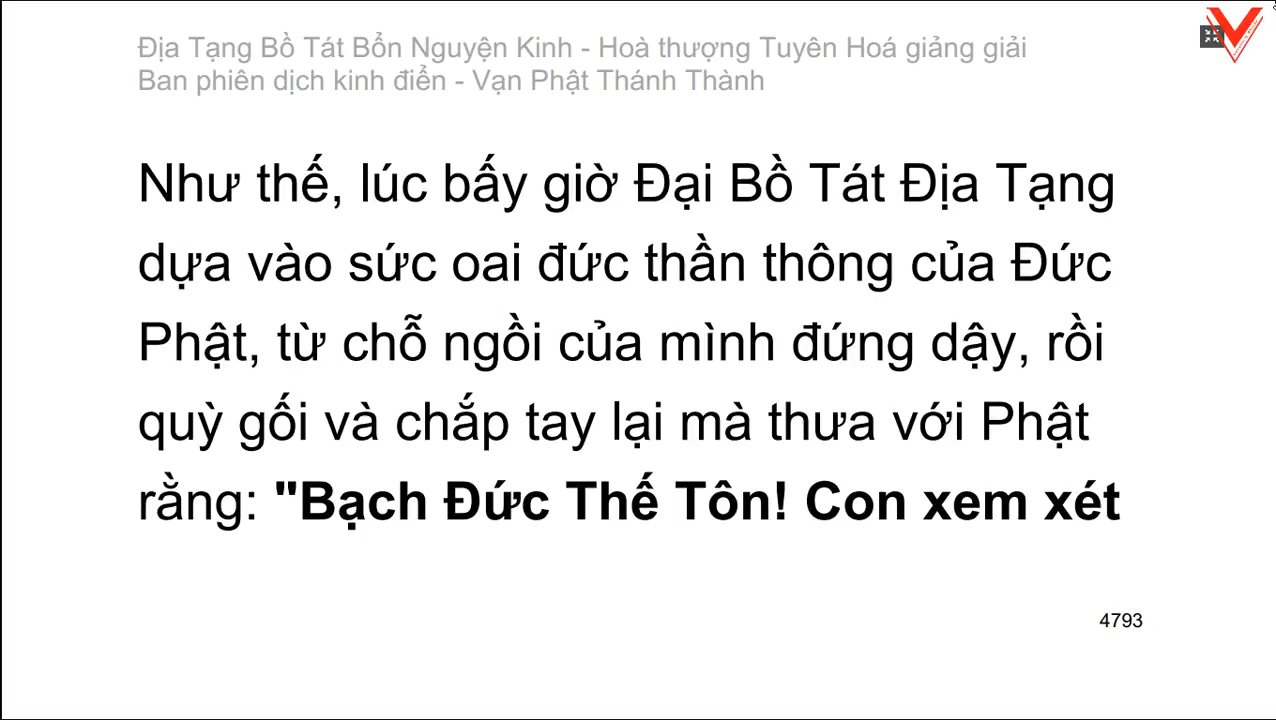 Địa Tạng Bồ Tát Bổn Nguyện Kinh - Hoà thượng Tuyên Hoá giảng giải
Ban phiên dịch kinh điển - Vạn Phật Thánh Thành
Như thế, lúc bấy giờ Đại Bồ Tát Địa Tạng
dựa vào sức oai đức thần thông của Đức
Phật, từ chỗ ngồi của mình đứng dậy, rồi
quỳ gối và chắp tay lại mà thưa với Phật
rằng: "Bạch Đức Thế Tôn! Con xem xét
4793